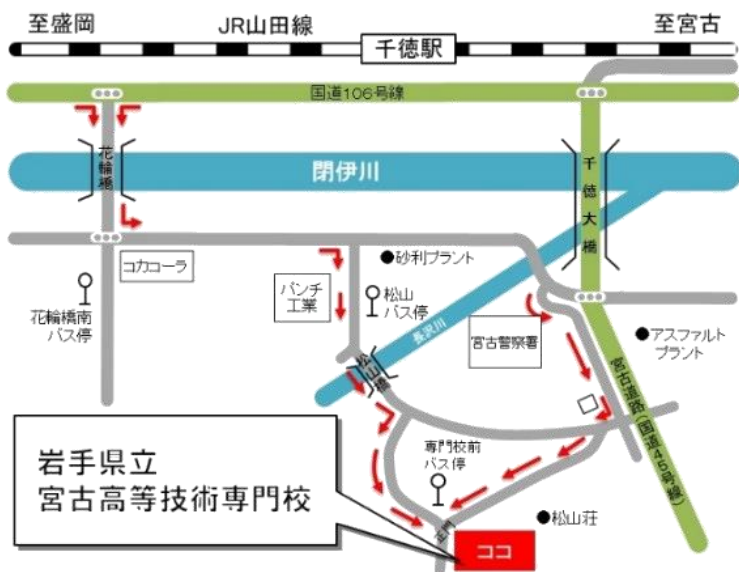 至盛岡
JR山田線
千徳駅
至宮古
国道106号線
花輪橋
閉伊川
千徳大橋
コカコーラ
砂利プラント
パンチ
工業
松山
バス停
花輪橋南
バス停
長沢川
宮古警察署
アスファルト
プラント
松山橋
宮古道路(国道45号線)
岩手県立
宮古高等技術専門校
専門校前
バス停
松山荘
正門
ココ